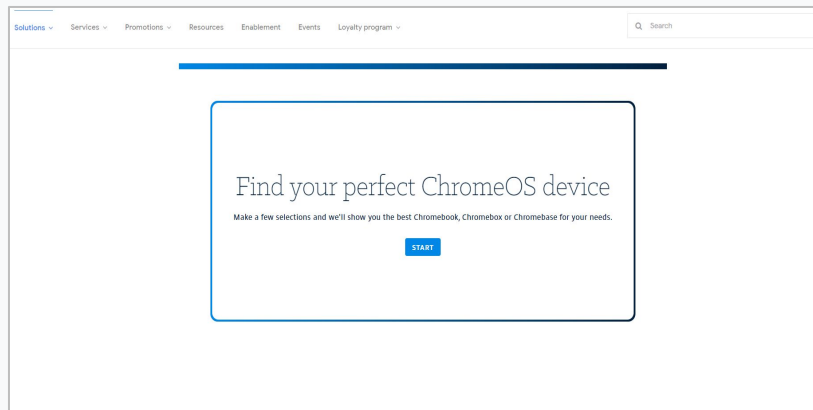 Solutions Services Promotions Resources Enablement Events Loyalty program Search
Find your perfect ChromeOS device
Make a few selections and we'll show you the best Chromebook, Chromebox or Chromebase for your needs.
START